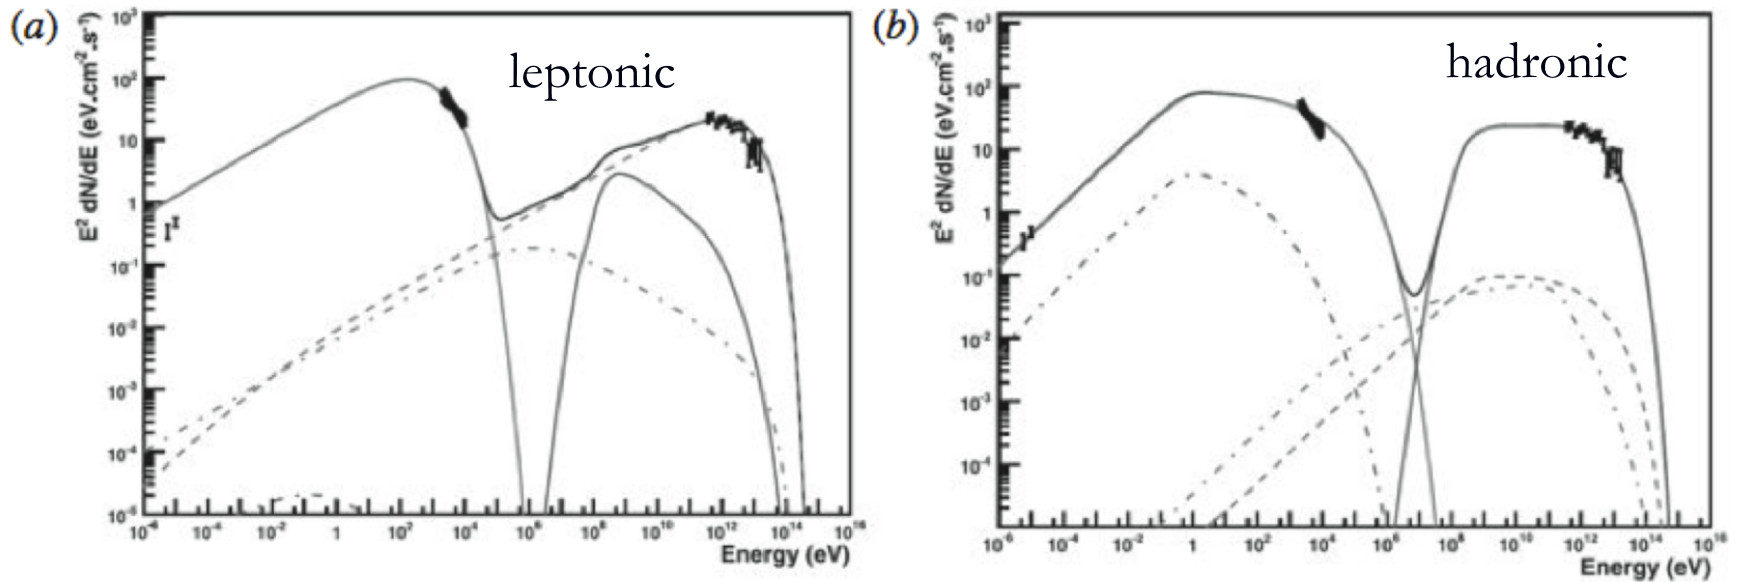 (a)
leptonic
E² dN/dE (eV.cm⁻².s⁻¹)
10³
10²
10
1
10⁻¹
10⁻²
10⁻³
10⁻⁴
10⁻⁵
10⁻⁶ 10⁻⁴ 10⁻² 1 10² 10⁴ 10⁶ 10⁸ 10¹⁰ 10¹² 10¹⁴ 10¹⁶
Energy (eV)
(b)
hadronic
E² dN/dE (eV.cm⁻².s⁻¹)
10³
10²
10
1
10⁻¹
10⁻²
10⁻³
10⁻⁴
10⁻⁶ 10⁻⁴ 10⁻² 1 10² 10⁴ 10⁶ 10⁸ 10¹⁰ 10¹² 10¹⁴ 10¹⁶
Energy (eV)